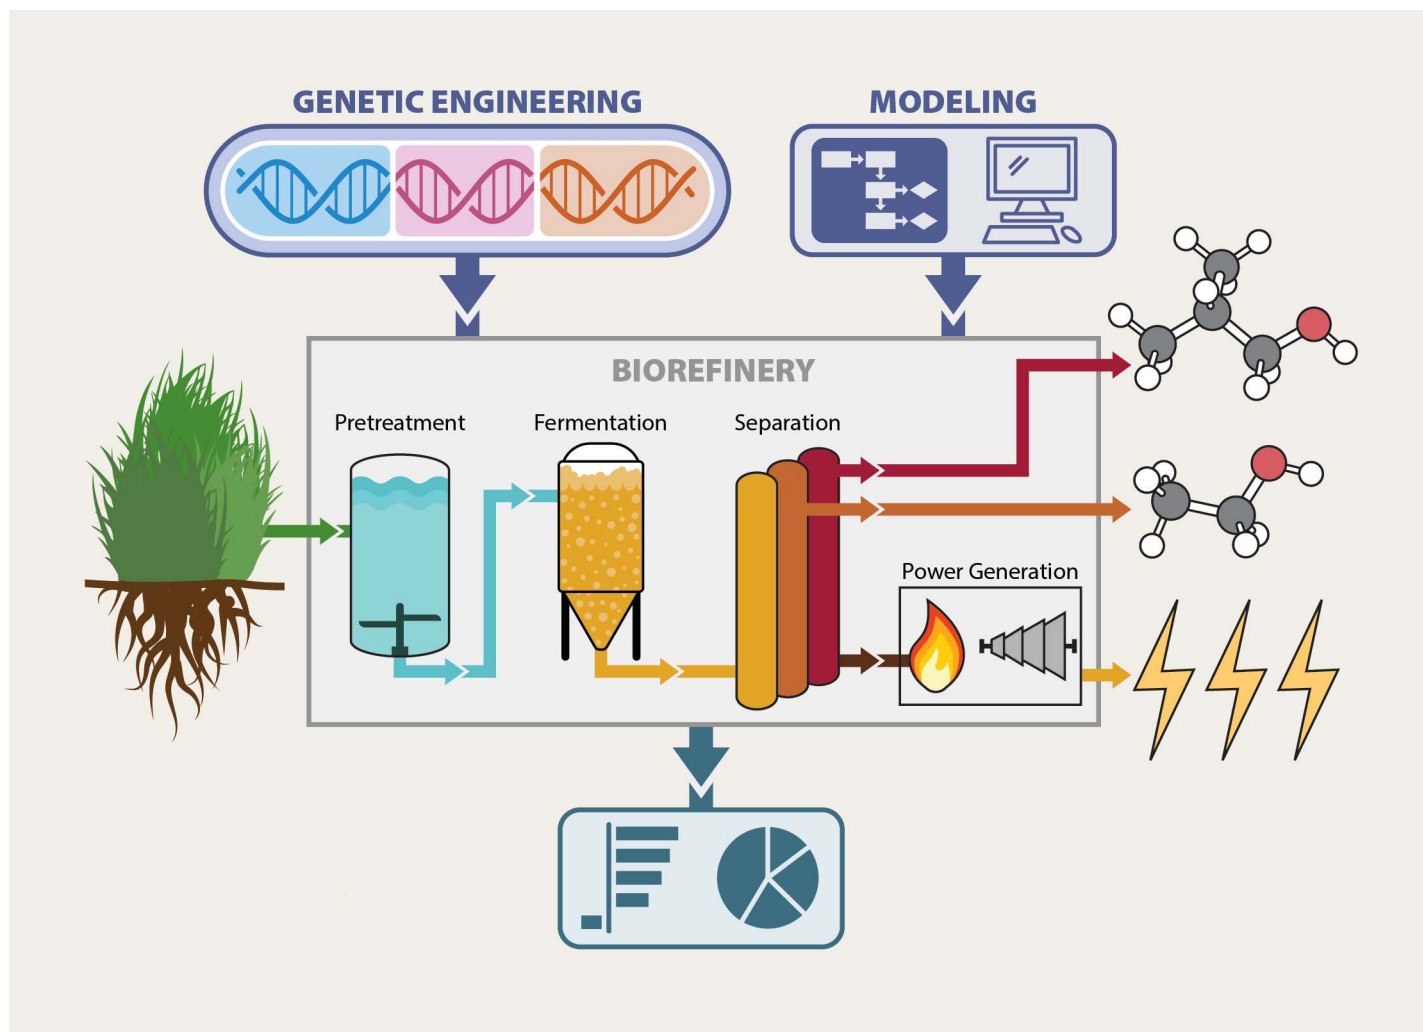 GENETIC ENGINEERING
MODELING
BIOREFINERY
Pretreatment
Fermentation
Separation
Power Generation